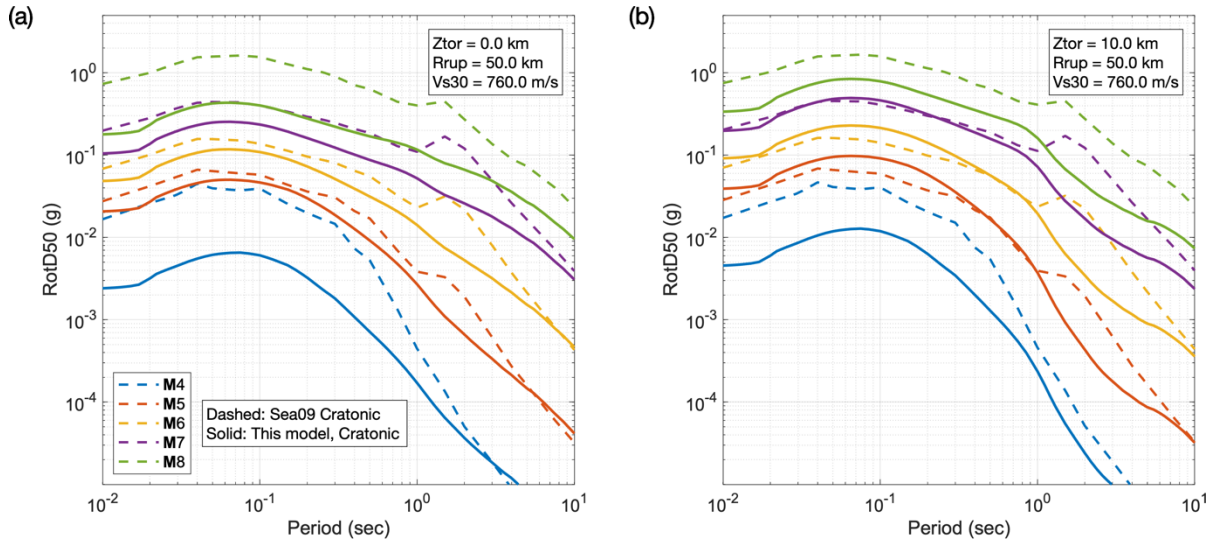 (a)
Ztor = 0.0 km
Rrup = 50.0 km
Vs30 = 760.0 m/s
RotD50 (g)
10^0
10^-1
10^-2
10^-3
10^-4
M4
M5
M6
M7
M8
Dashed: Sea09 Cratonic
Solid: This model, Cratonic
10^-2
10^-1
10^0
10^1
Period (sec)
(b)
Ztor = 10.0 km
Rrup = 50.0 km
Vs30 = 760.0 m/s
RotD50 (g)
10^0
10^-1
10^-2
10^-3
10^-4
10^-2
10^-1
10^0
10^1
Period (sec)